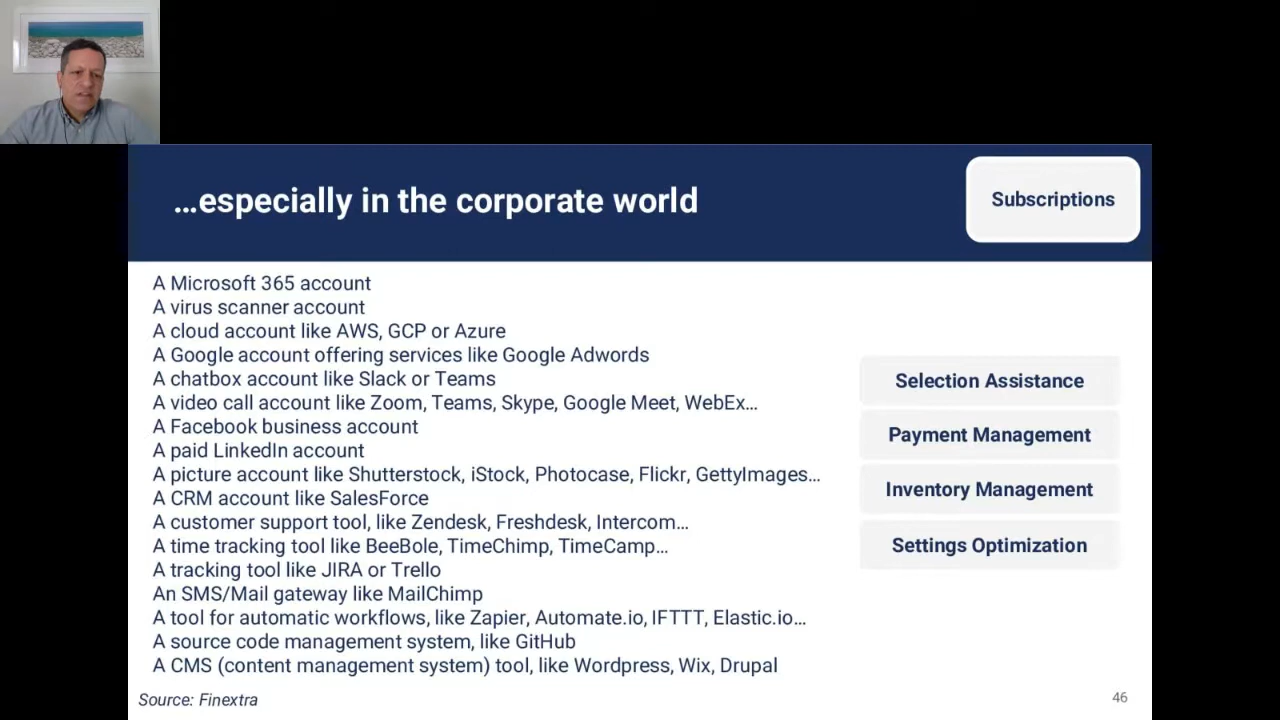 …especially in the corporate world
Subscriptions
A Microsoft 365 account
A virus scanner account
A cloud account like AWS, GCP or Azure
A Google account offering services like Google Adwords
A chatbox account like Slack or Teams
A video call account like Zoom, Teams, Skype, Google Meet, WebEx…
A Facebook business account
A paid LinkedIn account
A picture account like Shutterstock, iStock, Photocase, Flickr, GettyImages…
A CRM account like SalesForce
A customer support tool, like Zendesk, Freshdesk, Intercom…
A time tracking tool like BeeBole, TimeChimp, TimeCamp…
A tracking tool like JIRA or Trello
An SMS/Mail gateway like MailChimp
A tool for automatic workflows, like Zapier, Automate.io, IFTTT, Elastic.io…
A source code management system, like GitHub
A CMS (content management system) tool, like Wordpress, Wix, Drupal
Selection Assistance
Payment Management
Inventory Management
Settings Optimization
Source: Finextra
46